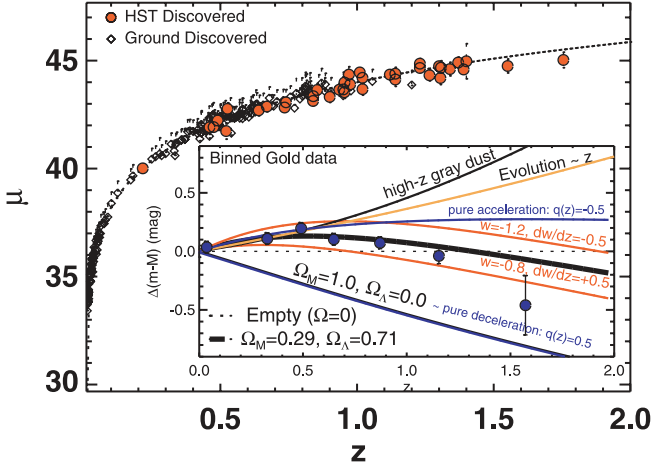 HST Discovered
Ground Discovered
45
40
35
30
μ
0.5
1.0
1.5
2.0
z
Binned Gold data
high-z gray dust
Evolution ~ z
pure acceleration: q(z)=-0.5
w=-1.2, dw/dz=-0.5
w=-0.8, dw/dz=+0.5
Ω_M=1.0, Ω_Λ=0.0
~ pure deceleration: q(z)=0.5
Empty (Ω=0)
Ω_M=0.29, Ω_Λ=0.71
Δ(m-M) (mag)
0.5
0.0
-0.5
0.0
0.5
1.0
1.5
2.0
z